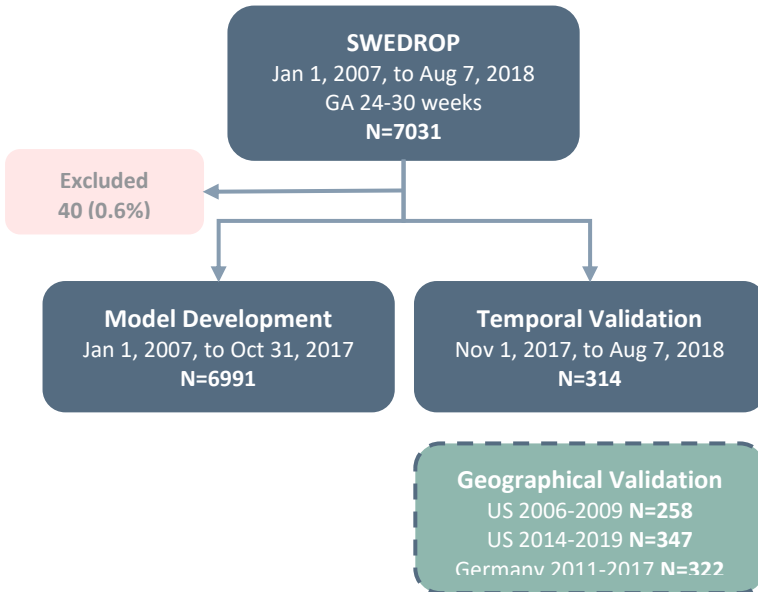 SWEDROP
Jan 1, 2007, to Aug 7, 2018
GA 24-30 weeks
N=7031
Excluded
40 (0.6%)
Model Development
Jan 1, 2007, to Oct 31, 2017
N=6991
Temporal Validation
Nov 1, 2017, to Aug 7, 2018
N=314
Geographical Validation
US 2006-2009 N=258
US 2014-2019 N=347
Germany 2011-2017 N=322